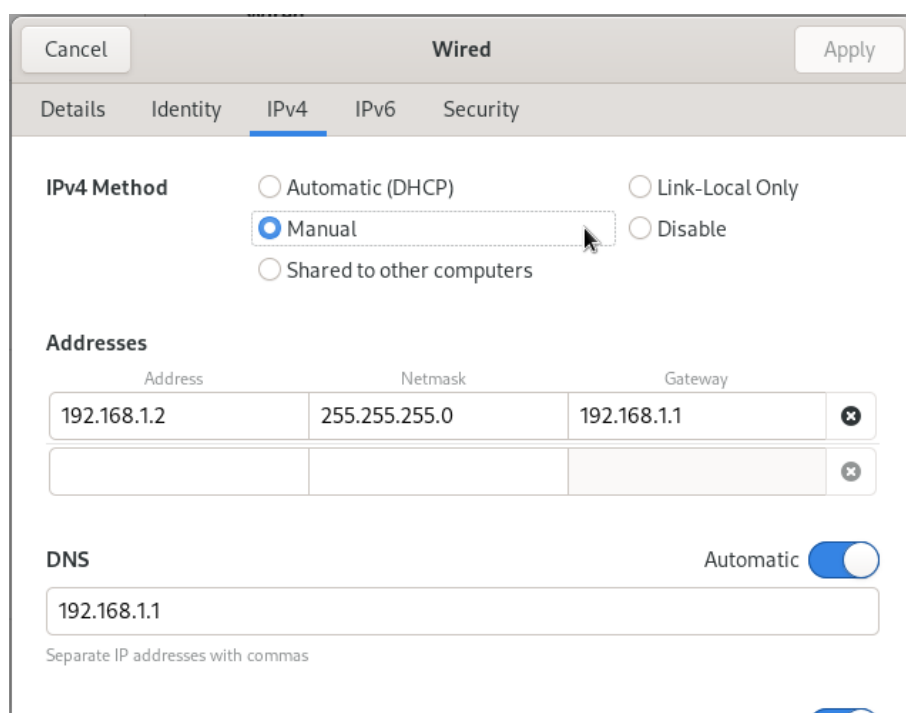 Cancel Wired Apply
Details Identity IPv4 IPv6 Security
IPv4 Method Automatic (DHCP) Link-Local Only
Manual Disable
Shared to other computers
Addresses
Address Netmask Gateway
192.168.1.2 255.255.255.0 192.168.1.1
DNS Automatic
192.168.1.1
Separate IP addresses with commas